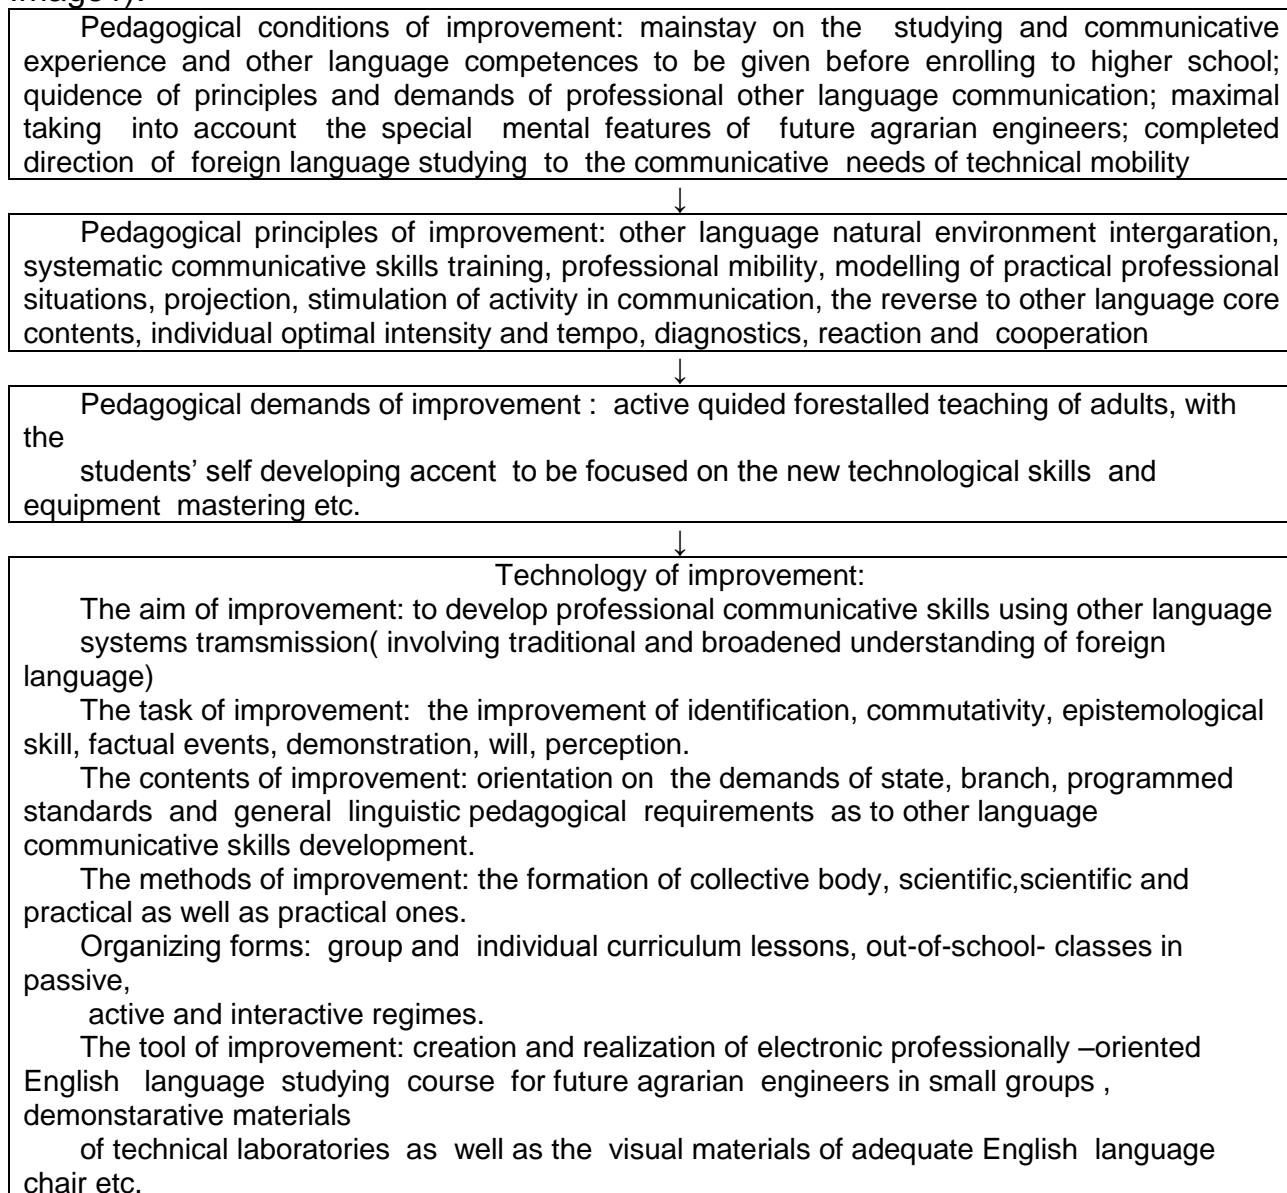 Pedagogical conditions of improvement: mainstay on the studying and communicative
experience and other language competences to be given before enrolling to higher school;
quidence of principles and demands of professional other language communication; maximal
taking into account the special mental features of future agrarian engineers; completed
direction of foreign language studying to the communicative needs of technical mobility
↓
Pedagogical principles of improvement: other language natural environment intergaration,
systematic communicative skills training, professional mibility, modelling of practical professional
situations, projection, stimulation of activity in communication, the reverse to other language core
contents, individual optimal intensity and tempo, diagnostics, reaction and cooperation
↓
Pedagogical demands of improvement : active quided forestalled teaching of adults, with
the
students’ self developing accent to be focused on the new technological skills and
equipment mastering etc.
↓
Technology of improvement:
The aim of improvement: to develop professional communicative skills using other language
systems tramsmission( involving traditional and broadened understanding of foreign
language)
The task of improvement: the improvement of identification, commutativity, epistemological
skill, factual events, demonstration, will, perception.
The contents of improvement: orientation on the demands of state, branch, programmed
standards and general linguistic pedagogical requirements as to other language
communicative skills development.
The methods of improvement: the formation of collective body, scientific,scientific and
practical as well as practical ones.
Organizing forms: group and individual curriculum lessons, out-of-school- classes in
passive,
active and interactive regimes.
The tool of improvement: creation and realization of electronic professionally –oriented
English language studying course for future agrarian engineers in small groups ,
demonstarative materials
of technical laboratories as well as the visual materials of adequate English language
chair etc.